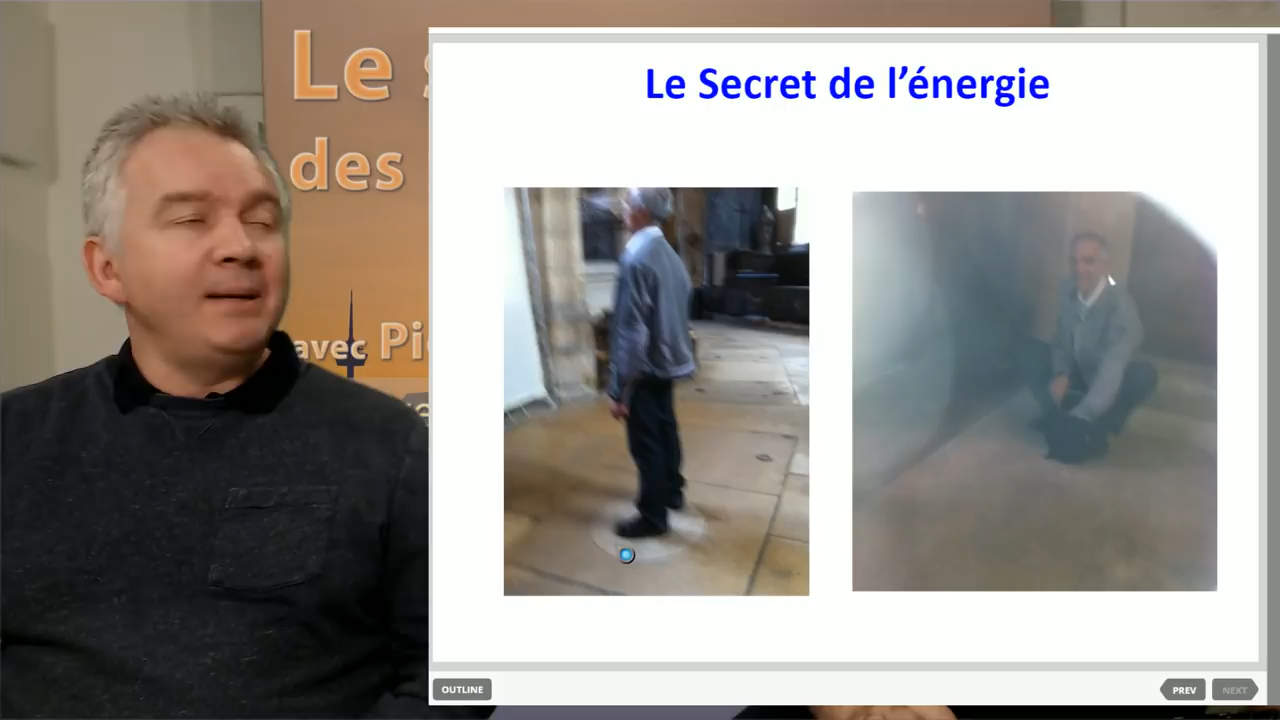 Le
des
avec Pi
Le Secret de l’énergie
OUTLINE
PREV
NEXT